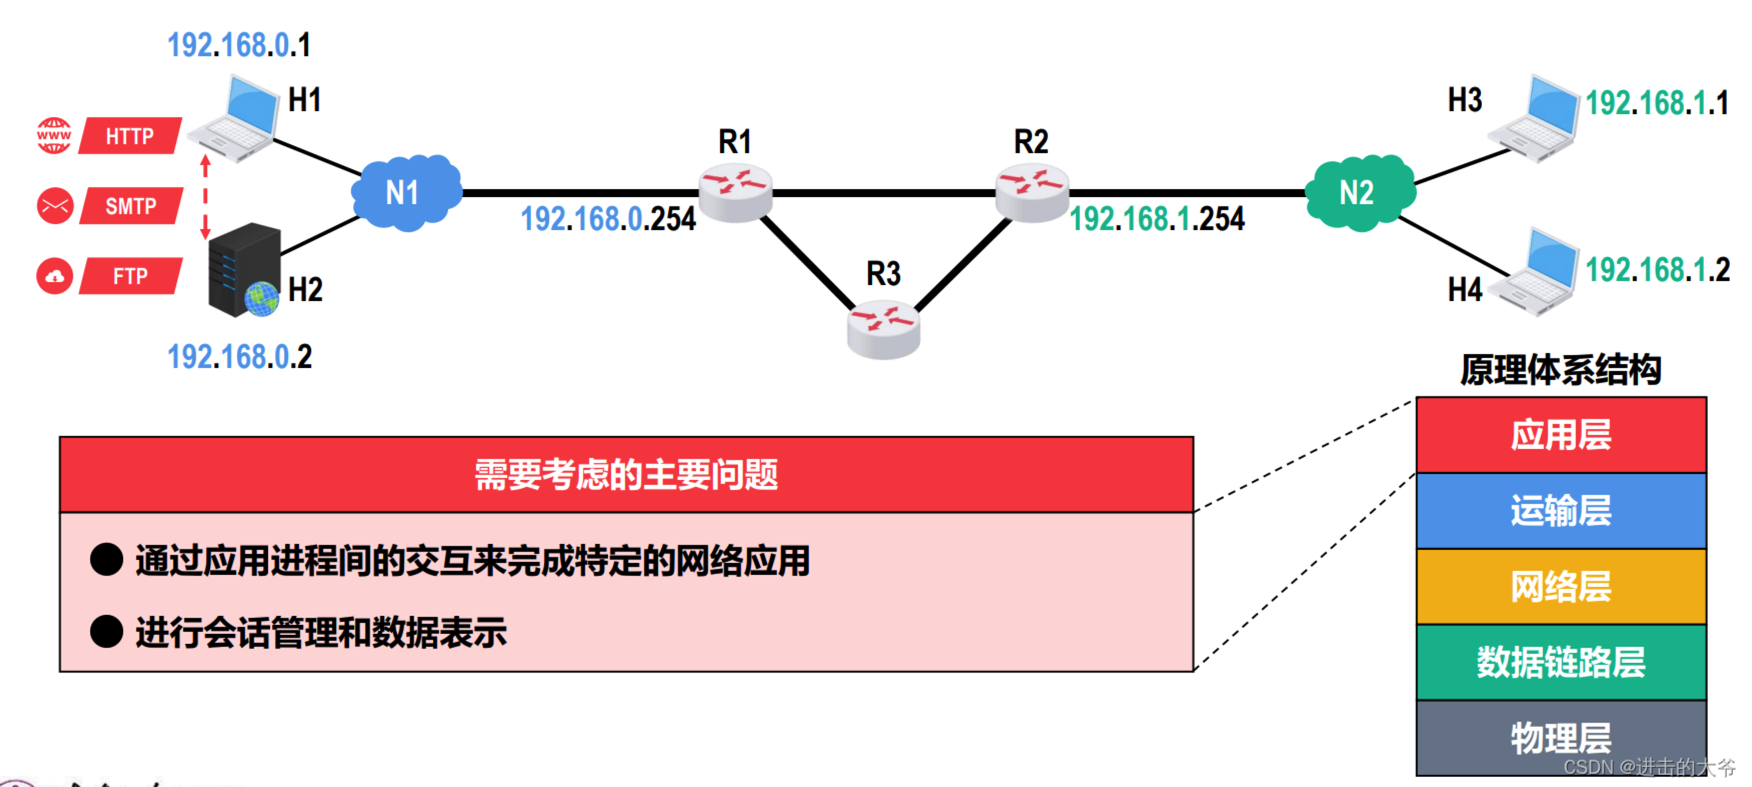 192.168.0.1
H1
HTTP
www
SMTP
FTP
H2
192.168.0.2
N1
192.168.0.254
R1
R2
R3
192.168.1.254
N2
H3
192.168.1.1
H4
192.168.1.2
原理体系结构
应用层
运输层
网络层
数据链路层
物理层
需要考虑的主要问题
● 通过应用进程间的交互来完成特定的网络应用
● 进行会话管理和数据表示
CSDN @进击的大爷